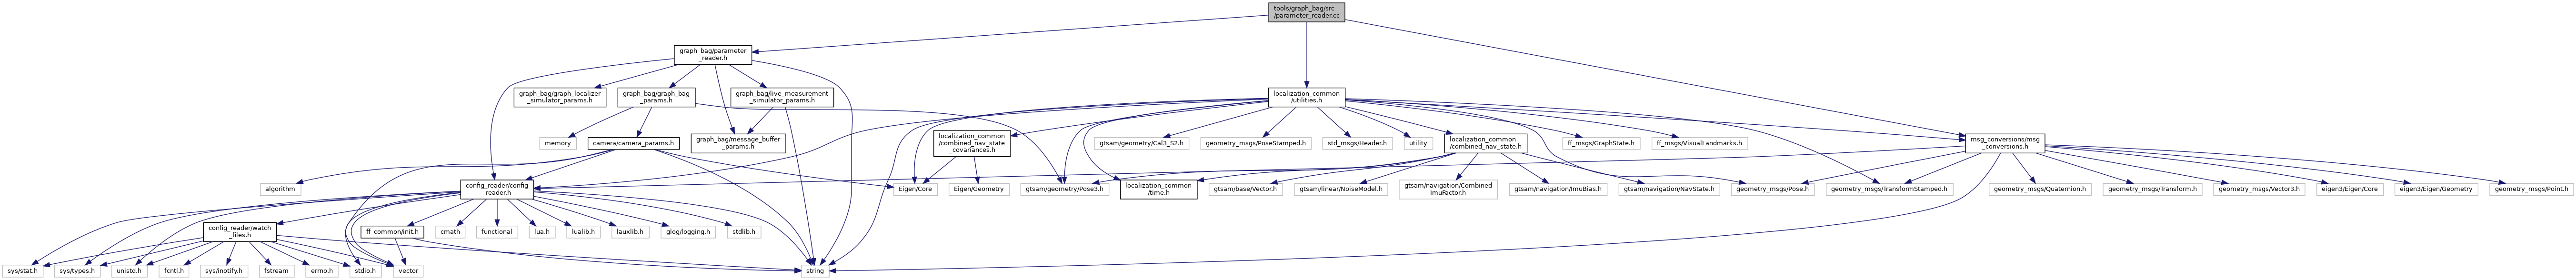 tools/graph_bag/src
/parameter_reader.cc
graph_bag/parameter
_reader.h
graph_bag/graph_localizer
_simulator_params.h
graph_bag/graph_bag
_params.h
graph_bag/live_measurement
_simulator_params.h
localization_common
/utilities.h
memory
camera/camera_params.h
graph_bag/message_buffer
_params.h
localization_common
/combined_nav_state
_covariances.h
gtsam/geometry/Cal3_S2.h
geometry_msgs/PoseStamped.h
std_msgs/Header.h
utility
localization_common
/combined_nav_state.h
ff_msgs/GraphState.h
ff_msgs/VisualLandmarks.h
msg_conversions/msg
_conversions.h
algorithm
config_reader/config
_reader.h
Eigen/Core
Eigen/Geometry
gtsam/geometry/Pose3.h
localization_common
/time.h
gtsam/base/Vector.h
gtsam/linear/NoiseModel.h
gtsam/navigation/Combined
ImuFactor.h
gtsam/navigation/ImuBias.h
gtsam/navigation/NavState.h
geometry_msgs/Pose.h
geometry_msgs/TransformStamped.h
geometry_msgs/Quaternion.h
geometry_msgs/Transform.h
geometry_msgs/Vector3.h
eigen3/Eigen/Core
eigen3/Eigen/Geometry
geometry_msgs/Point.h
config_reader/watch
_files.h
ff_common/init.h
cmath
functional
lua.h
lualib.h
lauxlib.h
glog/logging.h
stdlib.h
sys/stat.h
sys/types.h
unistd.h
fcntl.h
sys/inotify.h
fstream
errno.h
stdio.h
vector
string